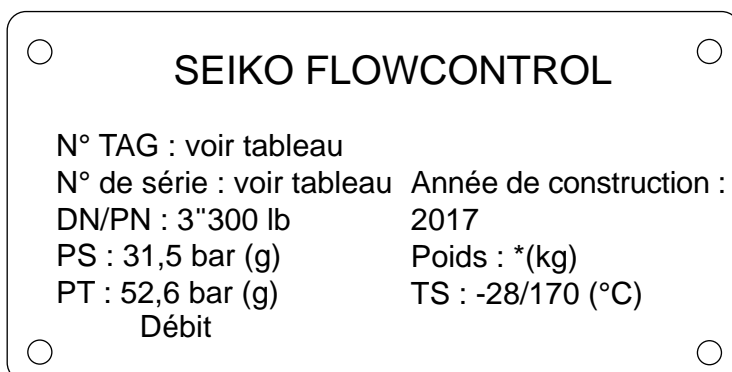 SEIKO FLOWCONTROL
N° TAG : voir tableau
N° de série : voir tableau Année de construction :
DN/PN : 3"300 lb 2017
PS : 31,5 bar (g) Poids : *(kg)
PT : 52,6 bar (g) TS : -28/170 (°C)
Débit